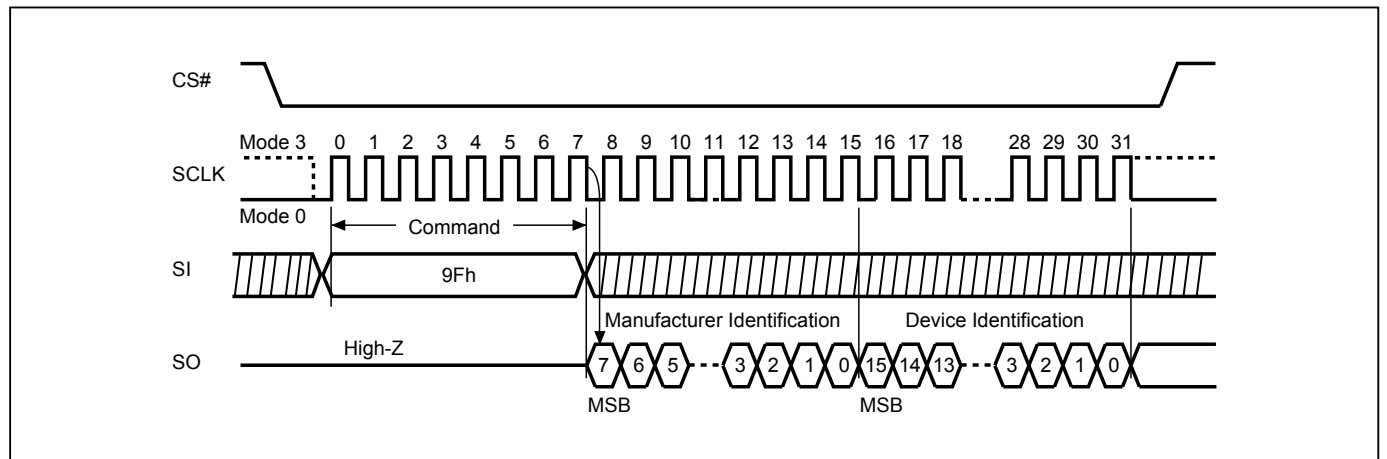 CS#
Mode 3 0 1 2 3 4 5 6 7 8 9 10 11 12 13 14 15 16 17 18 28 29 30 31
SCLK
Mode 0
Command
SI
9Fh
Manufacturer Identification Device Identification
High-Z
SO
7 6 5 3 2 1 0 15 14 13 3 2 1 0
MSB MSB